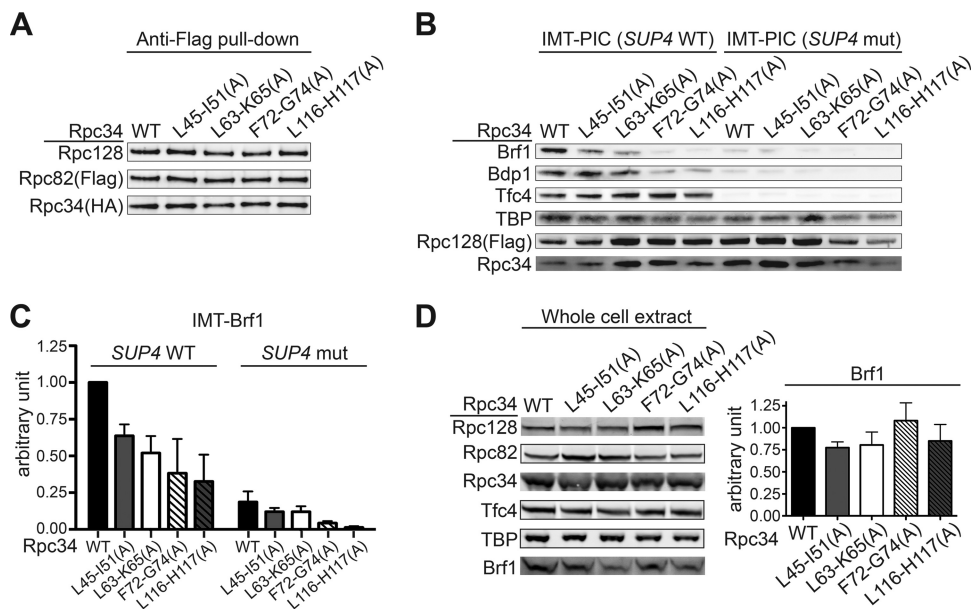 A
Anti-Flag pull-down
Rpc34 WT L45-I51(A) L63-K65(A) F72-G74(A) L116-H117(A)
Rpc128
Rpc82(Flag)
Rpc34(HA)
B
IMT-PIC (SUP4 WT) IMT-PIC (SUP4 mut)
Rpc34 WT L45-I51(A) L63-K65(A) F72-G74(A) L116-H117(A) WT L45-I51(A) L63-K65(A) F72-G74(A) L116-H117(A)
Brf1
Bdp1
Tfc4
TBP
Rpc128(Flag)
Rpc34
C
IMT-Brf1
SUP4 WT SUP4 mut
arbitrary unit
1.25
1.00
0.75
0.50
0.25
0.00
Rpc34 WT L45-I51(A) L63-K65(A) F72-G74(A) L116-H117(A) WT L45-I51(A) L63-K65(A) F72-G74(A) L116-H117(A)
D
Whole cell extract
Rpc34 WT L45-I51(A) L63-K65(A) F72-G74(A) L116-H117(A)
Rpc128
Rpc82
Rpc34
Tfc4
TBP
Brf1
Brf1
arbitrary unit
1.25
1.00
0.75
0.50
0.25
0.00
Rpc34 WT L45-I51(A) L63-K65(A) F72-G74(A) L116-H117(A)